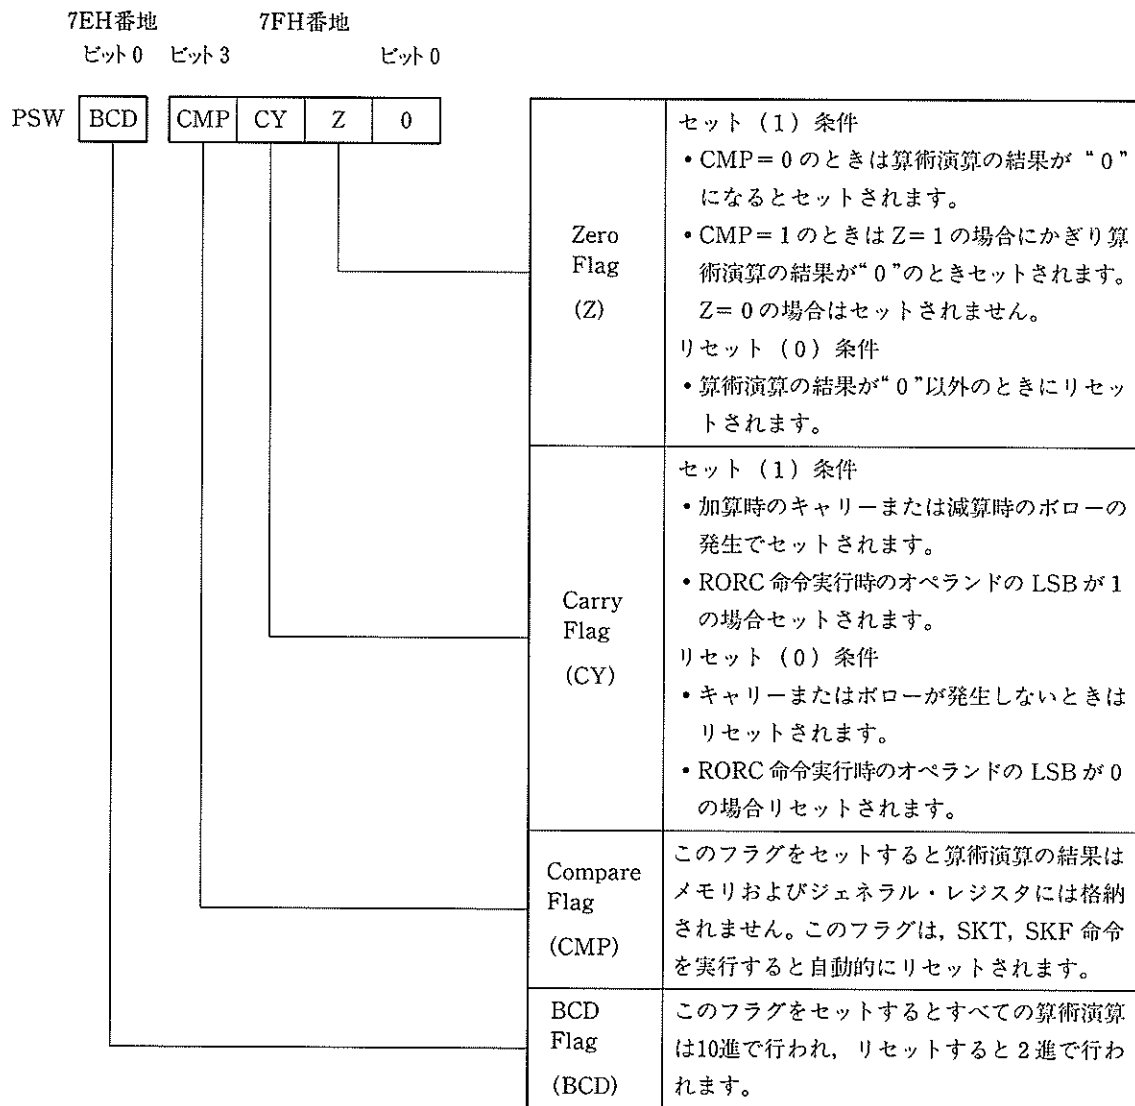 7EH番地 7FH番地
ビット0 ビット3 ビット0
PSW BCD CMP CY Z 0
Zero
Flag
(Z)
セット(1)条件
・CMP=0のときは算術演算の結果が“0”
になるとセットされます。
・CMP=1のときはZ=1の場合にかぎり算
術演算の結果が“0”のときセットされます。
Z=0の場合はセットされません。
リセット(0)条件
・算術演算の結果が“0”以外のときにリセッ
トされます。
Carry
Flag
(CY)
セット(1)条件
・加算時のキャリーまたは減算時のボローの
発生でセットされます。
・RORC命令実行時のオペランドのLSBが1
の場合セットされます。
リセット(0)条件
・キャリーまたはボローが発生しないときは
リセットされます。
・RORC命令実行時のオペランドのLSBが0
の場合リセットされます。
Compare
Flag
(CMP)
このフラグをセットすると算術演算の結果は
メモリおよびジェネラル・レジスタには格納
されません。このフラグは,SKT,SKF命令
を実行すると自動的にリセットされます。
BCD
Flag
(BCD)
このフラグをセットするとすべての算術演算
は10進で行われ,リセットすると2進で行わ
れます。